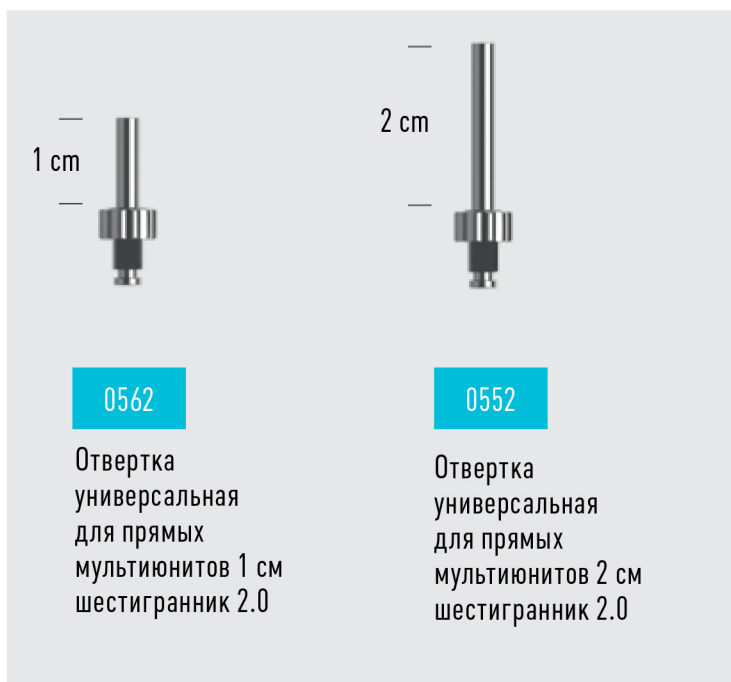 2 cm
1 cm
0562
0552
Отвертка
универсальная
для прямых
мультиюнитов 1 см
шестигранник 2.0
Отвертка
универсальная
для прямых
мультиюнитов 2 см
шестигранник 2.0